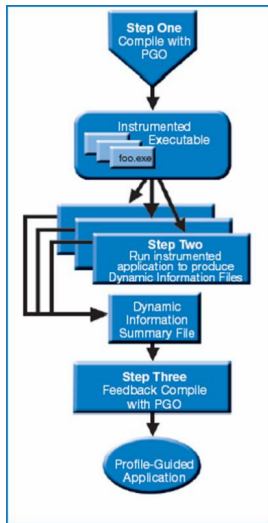 Step One
Compile with
PGO
Instrumented
Executable
foo.exe
Step Two
Run instrumented
application to produce
Dynamic Information Files
Dynamic
Information
Summary File
Step Three
Feedback Compile
with PGO
Profile-Guided
Application